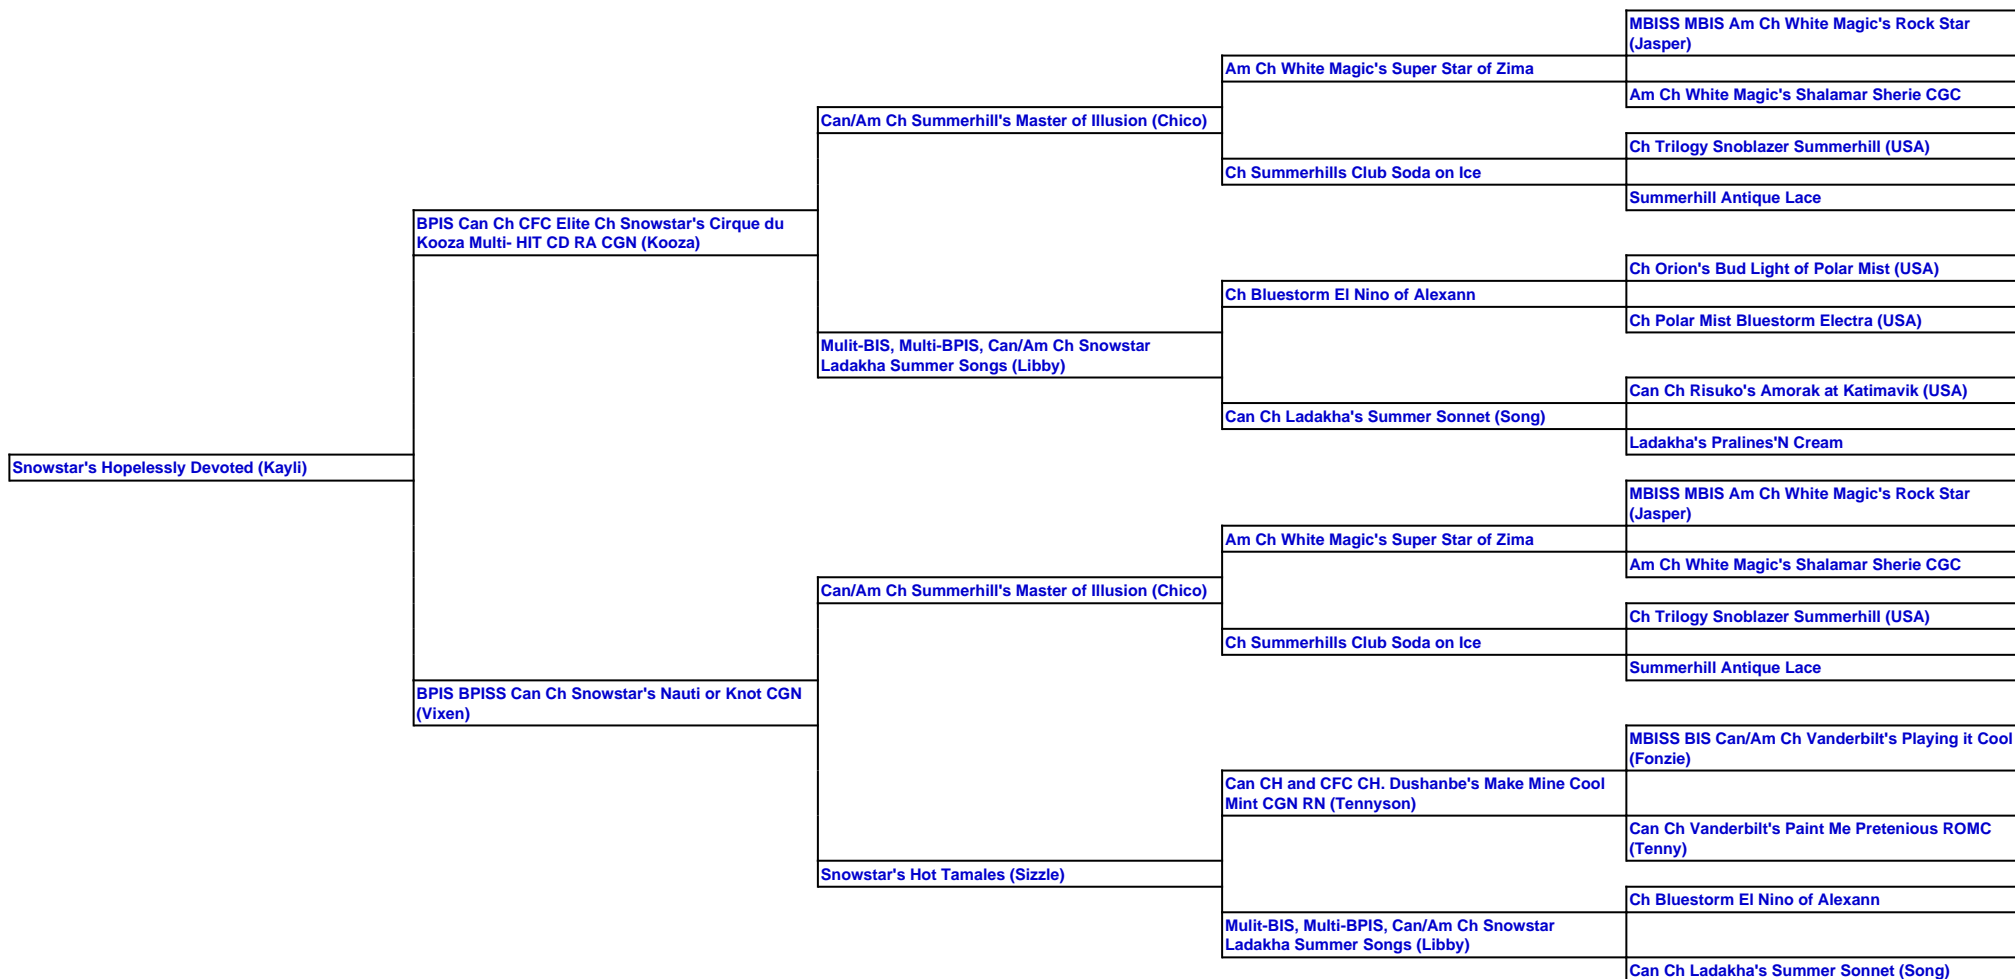 MBISS MBIS Am Ch White Magic's Rock Star
(Jasper)
Am Ch White Magic's Super Star of Zima
Am Ch White Magic's Shalamar Sherie CGC
Can/Am Ch Summerhill's Master of Illusion (Chico)
Ch Trilogy Snoblazer Summerhill (USA)
Ch Summerhills Club Soda on Ice
Summerhill Antique Lace
BPIS Can Ch CFC Elite Ch Snowstar's Cirque du
Kooza Multi- HIT CD RA CGN (Kooza)
Ch Orion's Bud Light of Polar Mist (USA)
Ch Bluestorm El Nino of Alexann
Ch Polar Mist Bluestorm Electra (USA)
Mulit-BIS, Multi-BPIS, Can/Am Ch Snowstar
Ladakha Summer Songs (Libby)
Can Ch Risuko's Amorak at Katimavik (USA)
Can Ch Ladakha's Summer Sonnet (Song)
Ladakha's Pralines'N Cream
Snowstar's Hopelessly Devoted (Kayli)
MBISS MBIS Am Ch White Magic's Rock Star
(Jasper)
Am Ch White Magic's Super Star of Zima
Am Ch White Magic's Shalamar Sherie CGC
Can/Am Ch Summerhill's Master of Illusion (Chico)
Ch Trilogy Snoblazer Summerhill (USA)
Ch Summerhills Club Soda on Ice
Summerhill Antique Lace
BPIS BPISS Can Ch Snowstar's Nauti or Knot CGN
(Vixen)
MBISS BIS Can/Am Ch Vanderbilt's Playing it Cool
(Fonzie)
Can CH and CFC CH. Dushanbe's Make Mine Cool
Mint CGN RN (Tennyson)
Can Ch Vanderbilt's Paint Me Pretenious ROMC
(Tenny)
Snowstar's Hot Tamales (Sizzle)
Ch Bluestorm El Nino of Alexann
Mulit-BIS, Multi-BPIS, Can/Am Ch Snowstar
Ladakha Summer Songs (Libby)
Can Ch Ladakha's Summer Sonnet (Song)